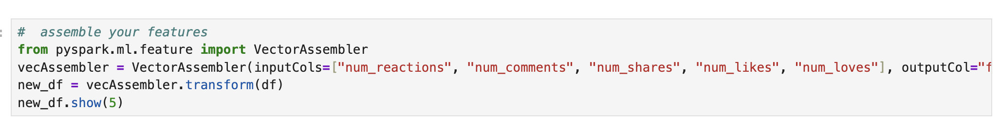 #  assemble your features
from pyspark.ml.feature import VectorAssembler
vecAssembler = VectorAssembler(inputCols=["num_reactions", "num_comments", "num_shares", "num_likes", "num_loves"], outputCol="f
new_df = vecAssembler.transform(df)
new_df.show(5)